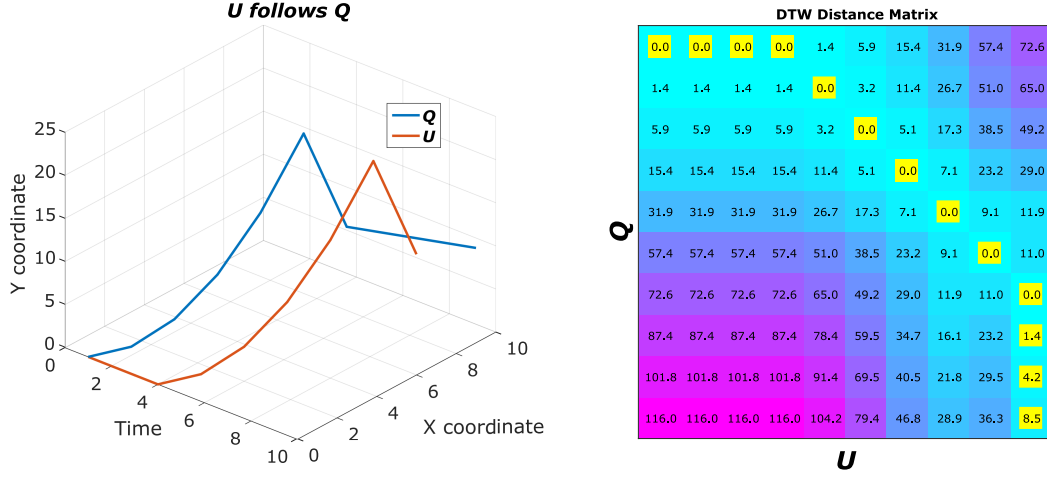 U follows Q
Q
U
25
20
15
10
5
0
Y coordinate
0
2
4
6
8
10
Time
0
2
4
6
8
10
X coordinate
DTW Distance Matrix
0.0 0.0 0.0 0.0 1.4 5.9 15.4 31.9 57.4 72.6
1.4 1.4 1.4 1.4 0.0 3.2 11.4 26.7 51.0 65.0
5.9 5.9 5.9 5.9 3.2 0.0 5.1 17.3 38.5 49.2
15.4 15.4 15.4 15.4 11.4 5.1 0.0 7.1 23.2 29.0
31.9 31.9 31.9 31.9 26.7 17.3 7.1 0.0 9.1 11.9
57.4 57.4 57.4 57.4 51.0 38.5 23.2 9.1 0.0 11.0
72.6 72.6 72.6 72.6 65.0 49.2 29.0 11.9 11.0 0.0
87.4 87.4 87.4 87.4 78.4 59.5 34.7 16.1 23.2 1.4
101.8 101.8 101.8 101.8 91.4 69.5 40.5 21.8 29.5 4.2
116.0 116.0 116.0 116.0 104.2 79.4 46.8 28.9 36.3 8.5
Q
U